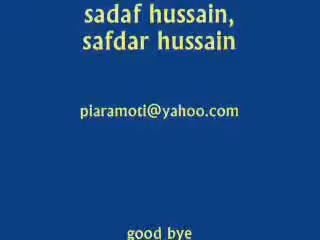 sadaf hussain,
safdar hussain
piaramoti@yahoo.com
good bye